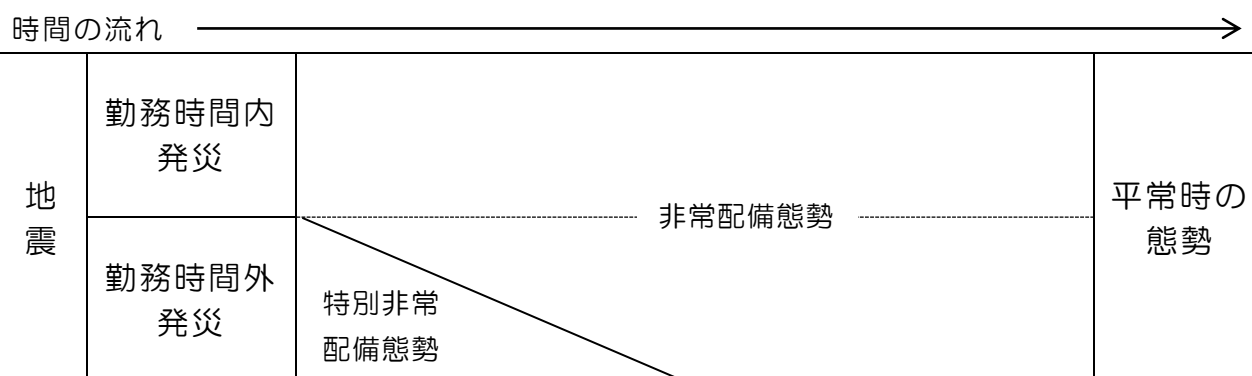 時間の流れ
地
震
勤務時間内
発災
勤務時間外
発災
非常配備態勢
特別非常
配備態勢
平常時の
態勢